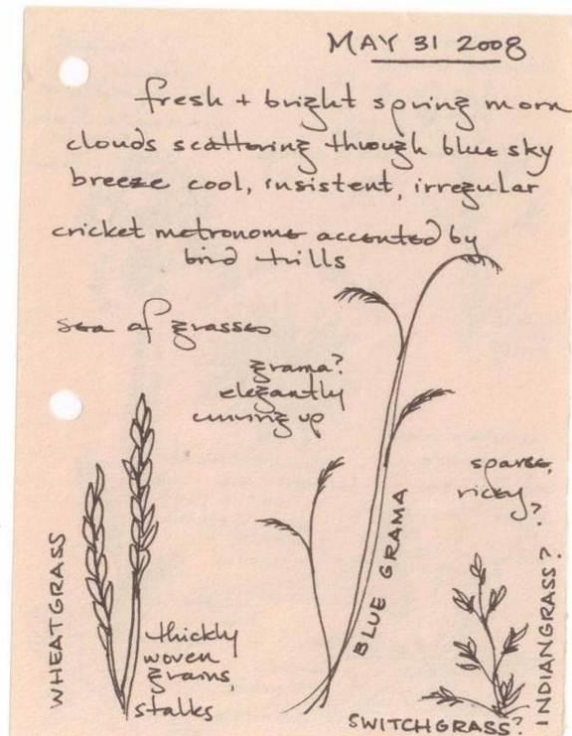 MAY 31 2008
fresh + bright spring morn
clouds scattering through blue sky
breeze cool, insistent, irregular
cricket metronome accented by
bird trills
sea of grasses
grama?
elegantly
curving up
sparse,
ricey
?
WHEATGRASS
thickly
woven
grains,
stalks
BLUE GRAMA
SWITCHGRASS?
INDIANGRASS?